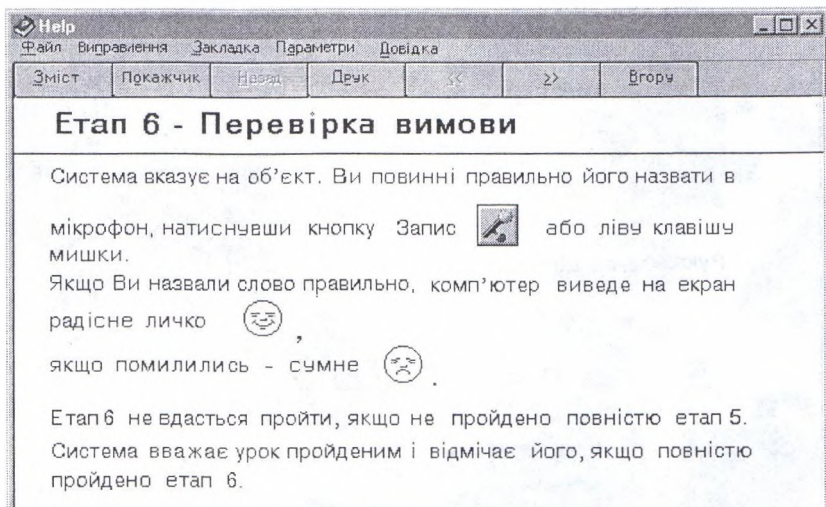 Help
Файл Виправлення Закладка Параметри Довідка
Зміст Покажчик Назад Друк << >> Вгору
Етап 6 - Перевірка вимови
Система вказує на об'єкт. Ви повинні правильно його назвати в
мікрофон, натиснувши кнопку Запис або ліву клавішу
мишки.
Якщо Ви назвали слово правильно, комп'ютер виведе на екран
радісне личко ,
якщо помилились - сумне .
Етап 6 не вдасться пройти, якщо не пройдено повністю етап 5.
Система вважає урок пройденим і відмічає його, якщо повністю
пройдено етап 6.